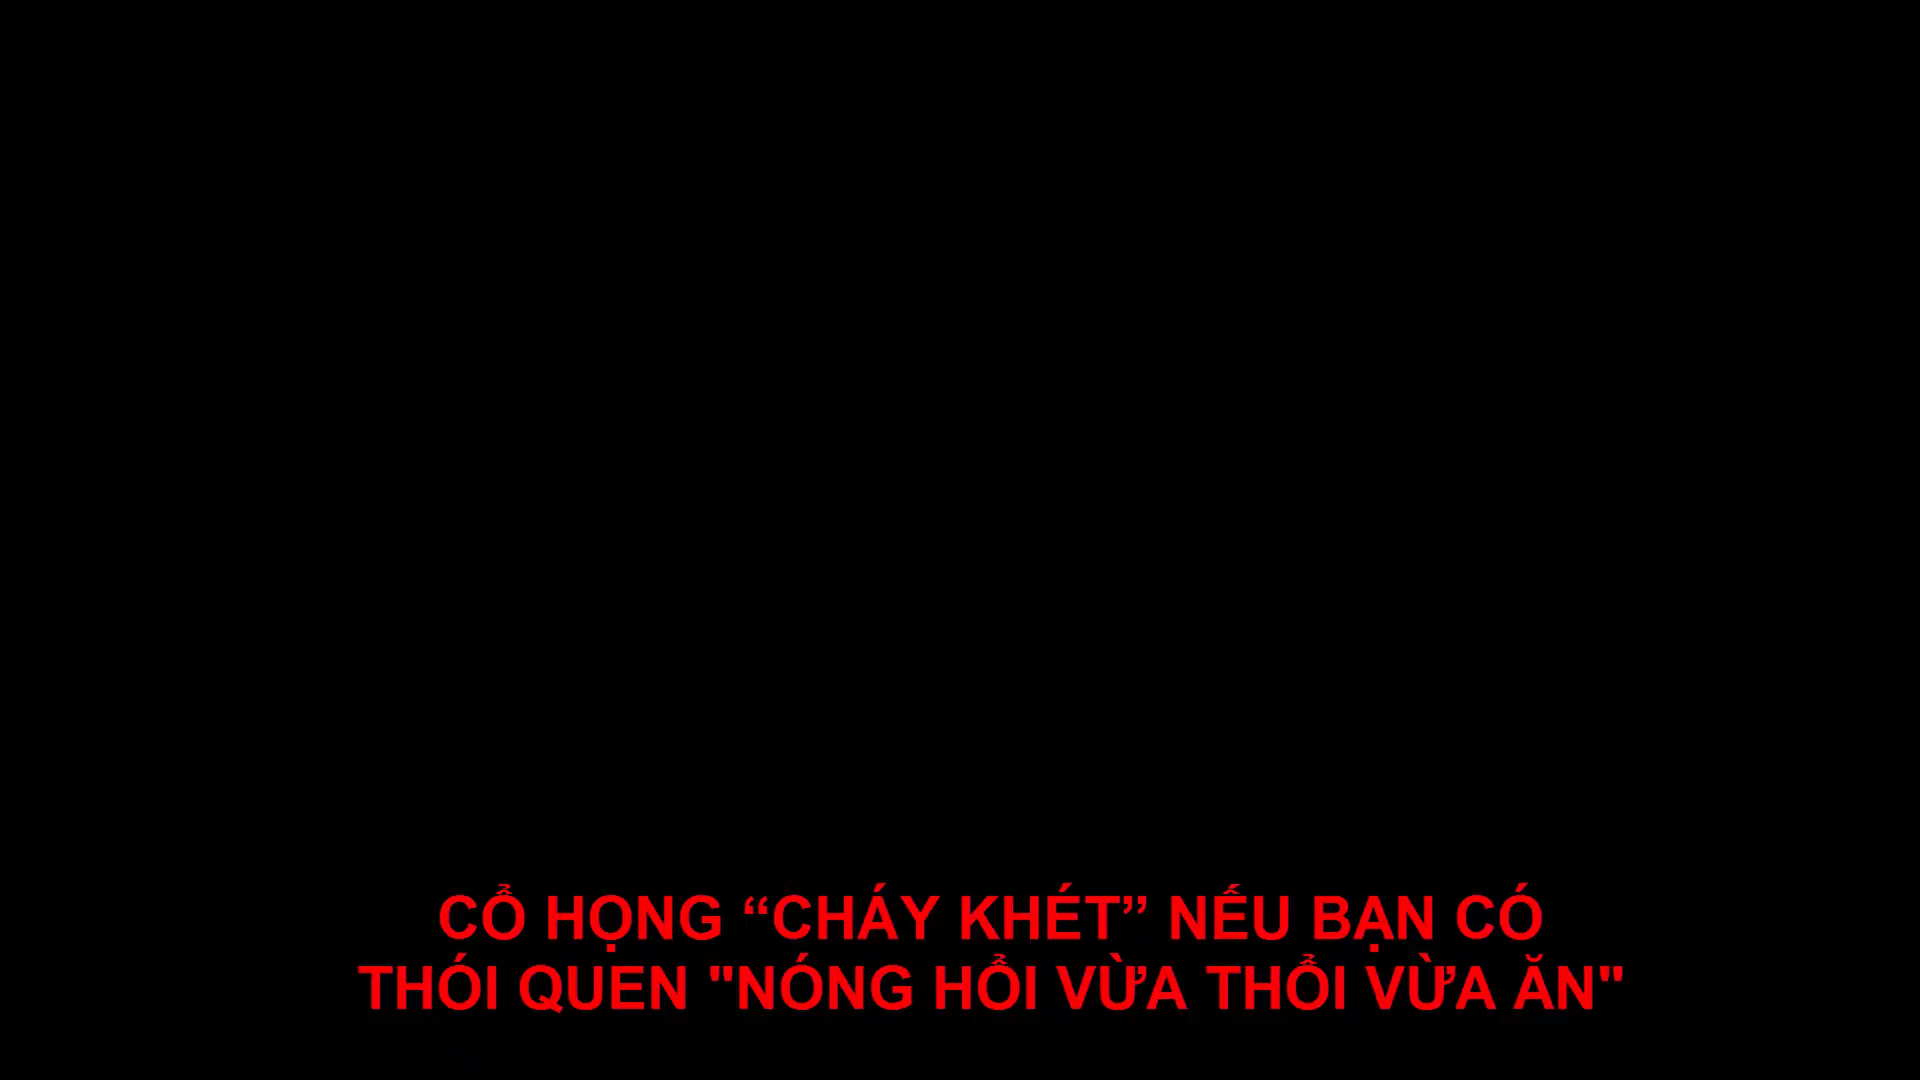 CỔ HỌNG “CHÁY KHÉT” NẾU BẠN CÓ
THÓI QUEN "NÓNG HỔI VỪA THỔI VỪA ĂN"